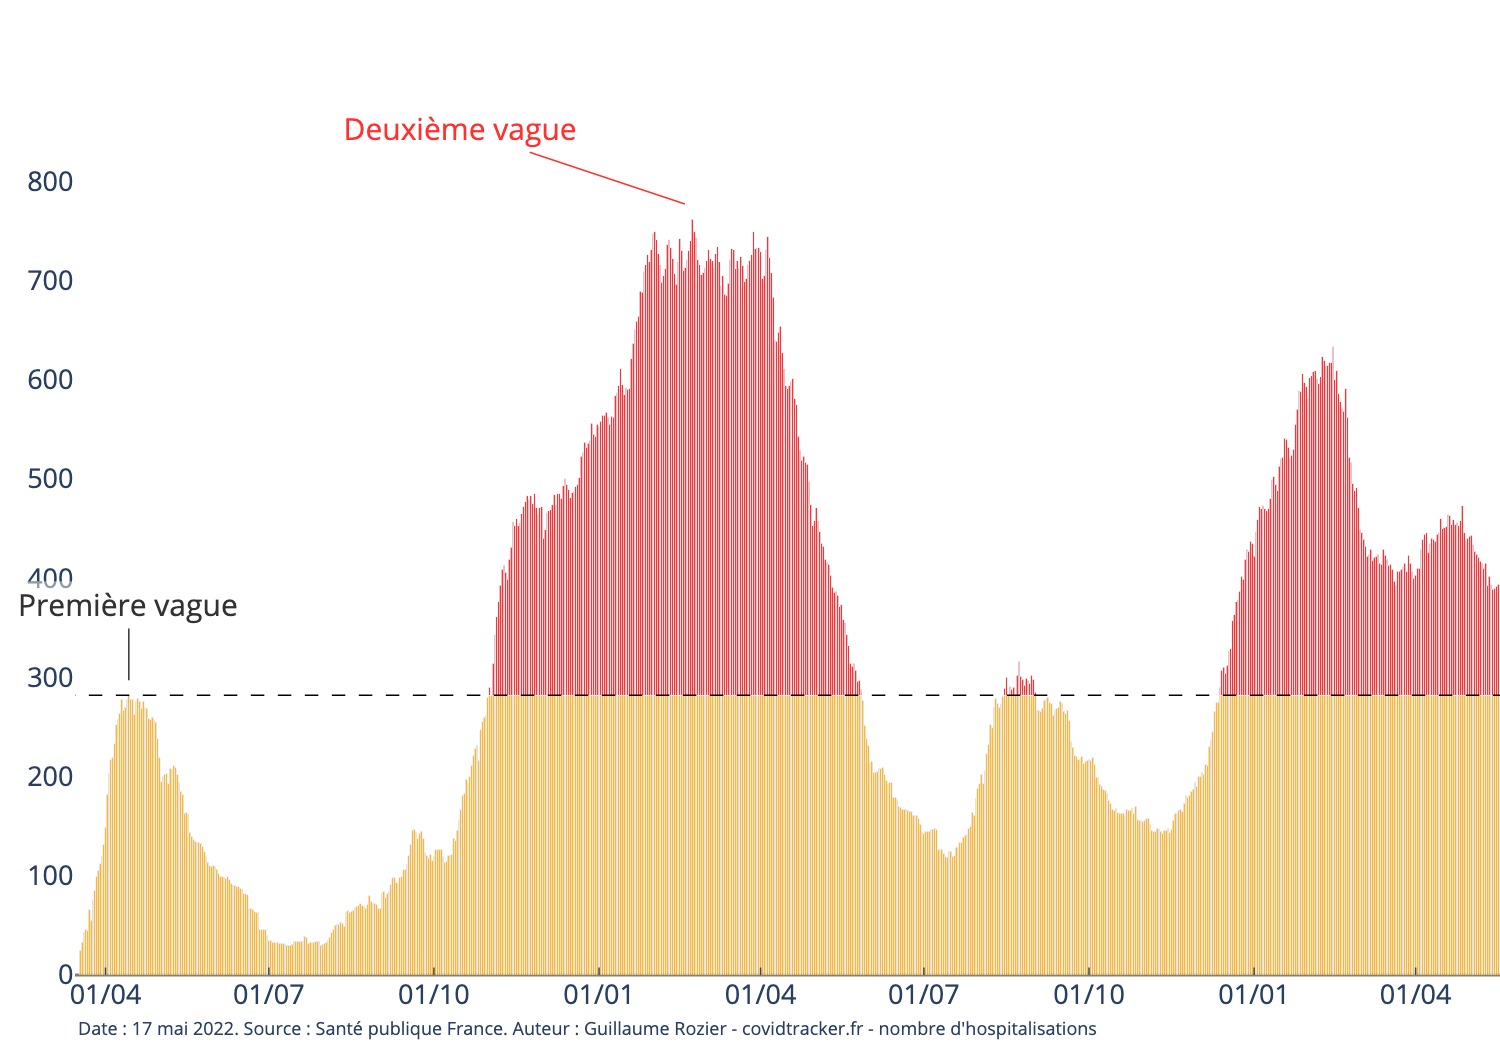 Deuxième vague
800
700
600
500
400
Première vague
300
200
100
0
01/04 01/07 01/10 01/01 01/04 01/07 01/10 01/01 01/04
Date : 17 mai 2022. Source : Santé publique France. Auteur : Guillaume Rozier - covidtracker.fr - nombre d'hospitalisations